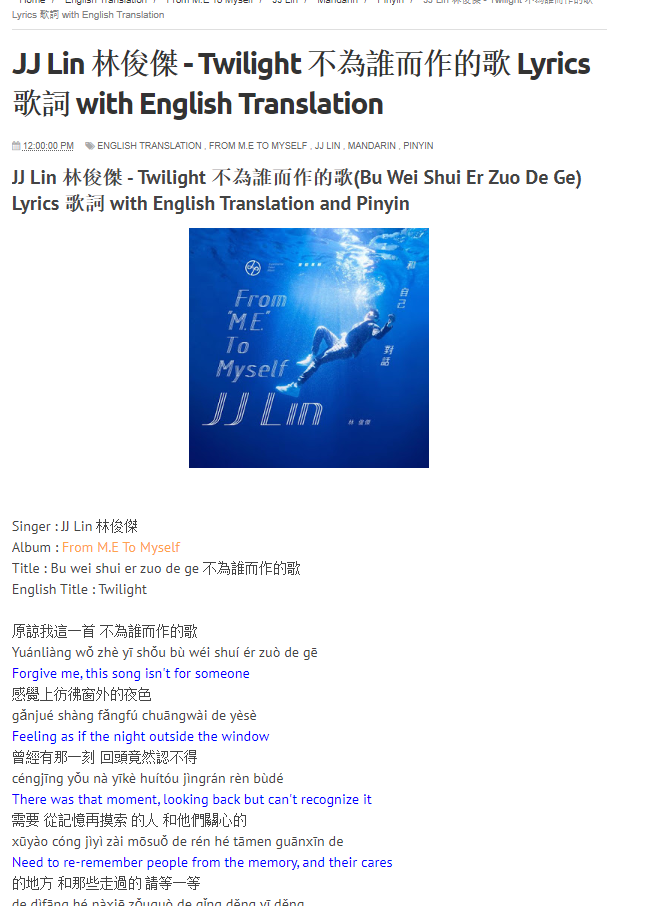 Home / English Translation / From M.E To Myself / JJ Lin / Mandarin / Pinyin / JJ Lin 林俊傑 - Twilight 不為誰而作的歌
Lyrics 歌詞 with English Translation
JJ Lin 林俊傑 - Twilight 不為誰而作的歌 Lyrics
歌詞 with English Translation
12:00:00 PM ENGLISH TRANSLATION , FROM M.E TO MYSELF , JJ LIN , MANDARIN , PINYIN
JJ Lin 林俊傑 - Twilight 不為誰而作的歌(Bu Wei Shui Er Zuo De Ge)
Lyrics 歌詞 with English Translation and Pinyin
和自己對話
From
"M.E."
To
Myself
JJ Lin
林俊傑
Singer : JJ Lin 林俊傑
Album : From M.E To Myself
Title : Bu wei shui er zuo de ge 不為誰而作的歌
English Title : Twilight
原諒我這一首 不為誰而作的歌
Yuánliàng wǒ zhè yī shǒu bù wéi shuí ér zuò de gē
Forgive me, this song isn't for someone
感覺上彷彿窗外的夜色
gǎnjué shàng fǎngfú chuāngwài de yèsè
Feeling as if the night outside the window
曾經有那一刻 回頭竟然認不得
céngjīng yǒu nà yīkè huítóu jìngrán rèn bùdé
There was that moment, looking back but can't recognize it
需要 從記憶再摸索 的人 和他們關心的
xūyào cóng jìyì zài mōsuǒ de rén hé tāmen guānxīn de
Need to re-remember people from the memory, and their cares
的地方 和那些走過的 請等一等
de dìfāng hé nàxiē zǒuguò de qǐng děng yī děng